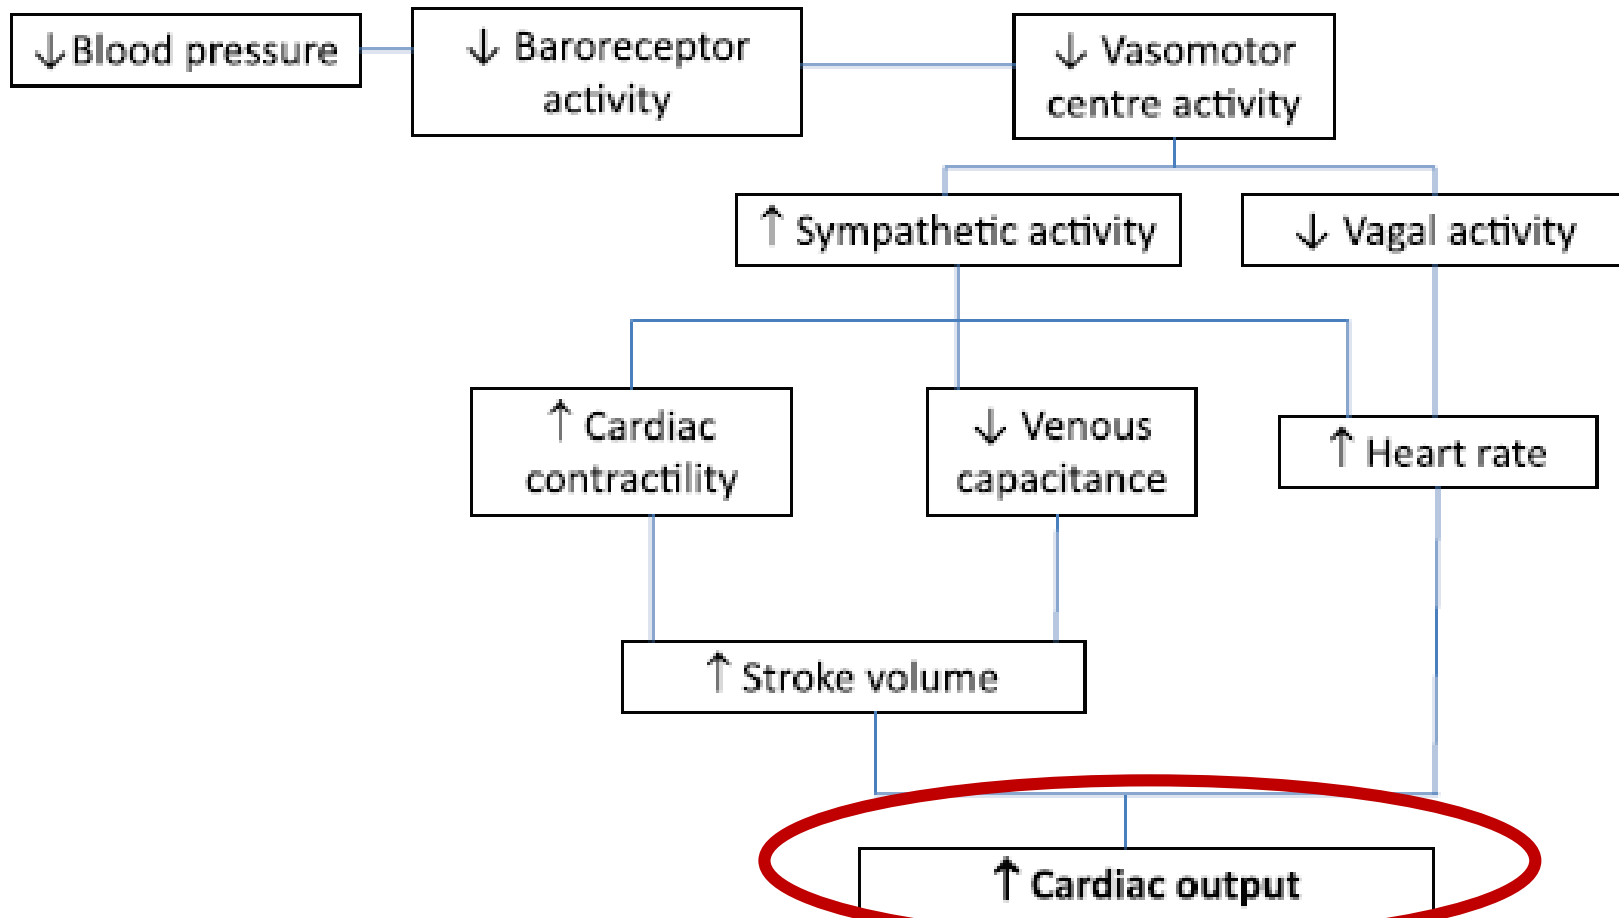 ↓ Blood pressure
↓ Baroreceptor
activity
↓ Vasomotor
centre activity
↑ Sympathetic activity
↓ Vagal activity
↑ Cardiac
contractility
↓ Venous
capacitance
↑ Heart rate
↑ Stroke volume
↑ Cardiac output